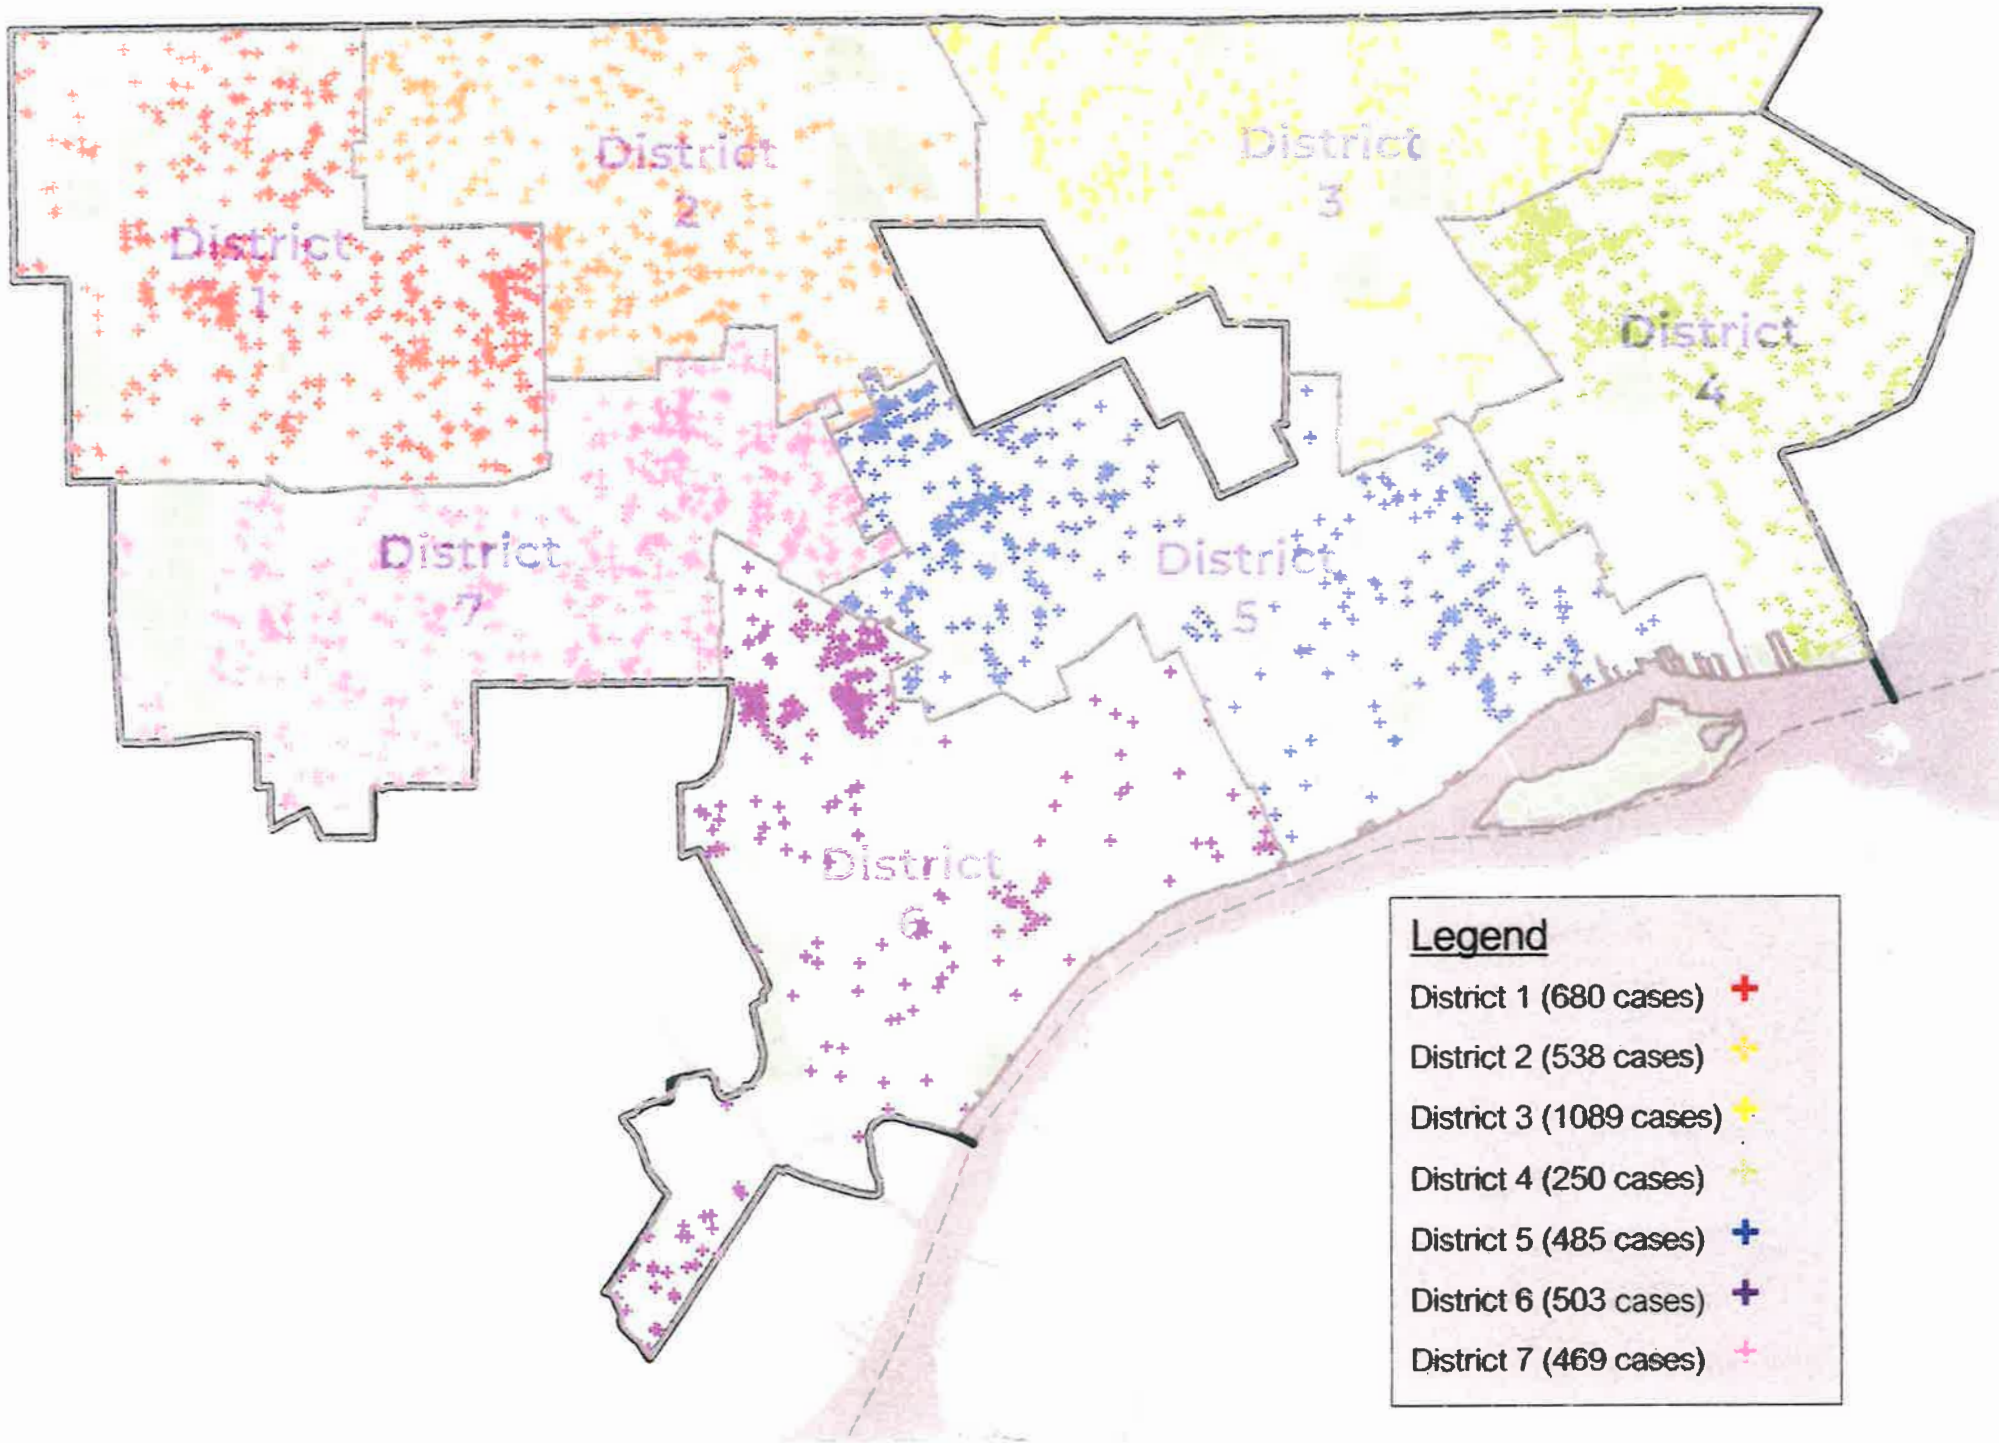 District
2
District
3
District
1
District
4
District
7
District
5
District
6
Legend
District 1 (680 cases)
District 2 (538 cases)
District 3 (1089 cases)
District 4 (250 cases)
District 5 (485 cases)
District 6 (503 cases)
District 7 (469 cases)